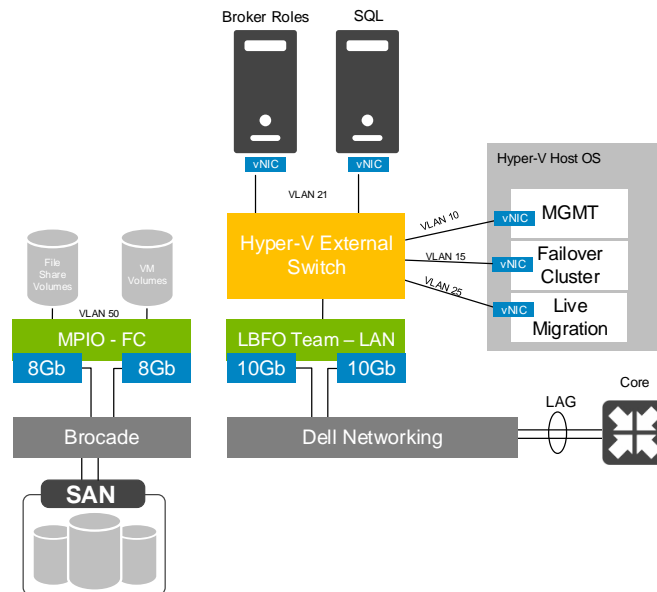 Broker Roles
SQL
vNIC
vNIC
VLAN 21
Hyper-V Host OS
MGMT
vNIC
VLAN 10
Hyper-V External
Switch
Failover
Cluster
vNIC
VLAN 15
Live
Migration
vNIC
VLAN 25
File
Share
Volumes
VM
Volumes
VLAN 50
MPIO - FC
8Gb
8Gb
LBFO Team – LAN
10Gb
10Gb
Brocade
Dell Networking
LAG
Core
SAN